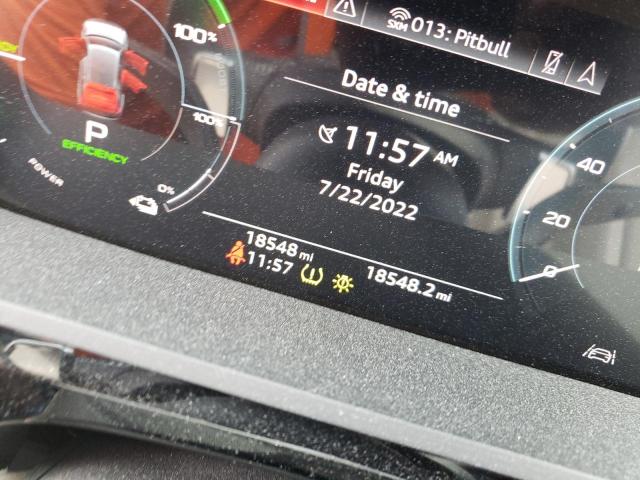 100%
SXM 013: Pitbull
Date & time
11:57 AM
Friday
7/22/2022
P
EFFICIENCY
POWER
100%
0%
40
20
0
18548 mi
11:57
18548.2 mi